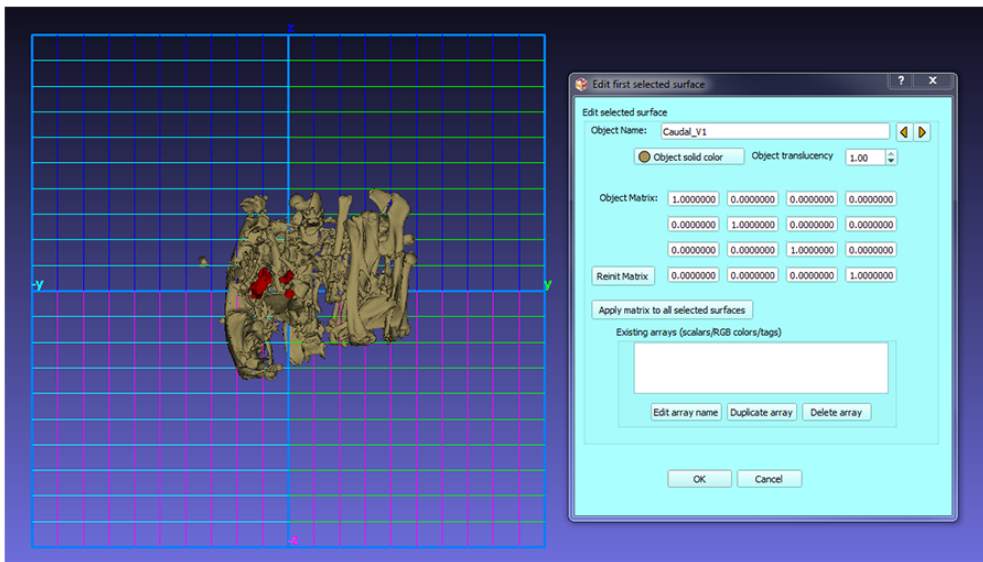 z
-y
y
-z
Edit first selected surface
? X
Edit selected surface
Object Name: Caudal_V1
Object solid color Object translucency 1.00
Object Matrix: 1.0000000 0.0000000 0.0000000 0.0000000
0.0000000 1.0000000 0.0000000 0.0000000
0.0000000 0.0000000 1.0000000 0.0000000
Reinit Matrix 0.0000000 0.0000000 0.0000000 1.0000000
Apply matrix to all selected surfaces
Existing arrays (scalars/RGB colors/tags)
Edit array name Duplicate array Delete array
OK Cancel